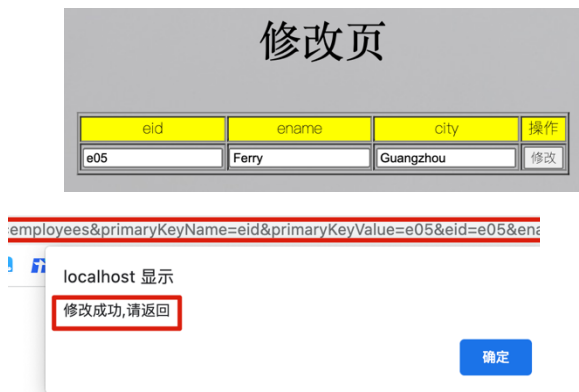 修改页
eid ename city 操作
e05 Ferry Guangzhou 修改
=employees&primaryKeyName=eid&primaryKeyValue=e05&eid=e05&ena
localhost 显示
修改成功,请返回
确定